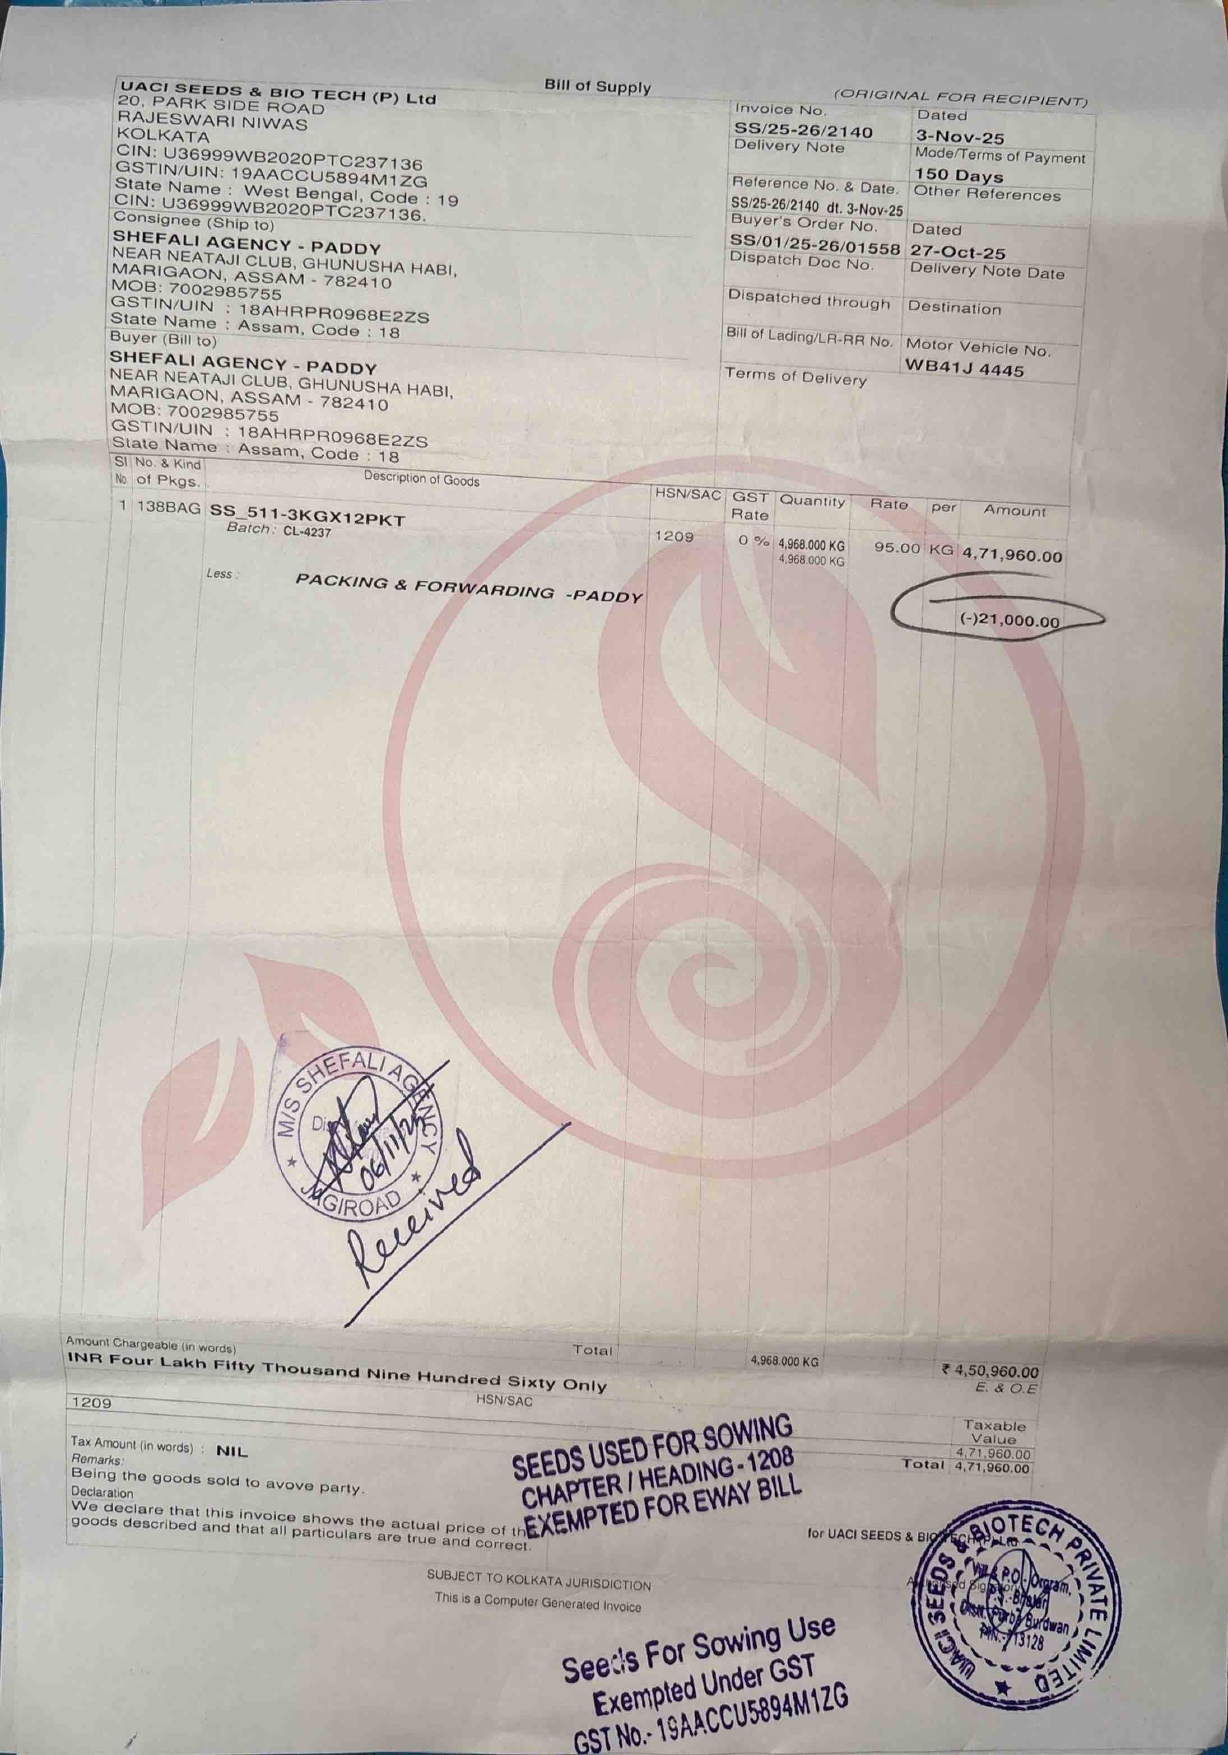 Bill of Supply
(ORIGINAL FOR RECIPIENT)
UACI SEEDS & BIO TECH (P) Ltd
20, PARK SIDE ROAD
RAJESWARI NIWAS
KOLKATA
CIN: U36999WB2020PTC237136
GSTIN/UIN: 19AACCU5894M1ZG
State Name : West Bengal, Code : 19
CIN: U36999WB2020PTC237136.
Consignee (Ship to)
SHEFALI AGENCY - PADDY
NEAR NEATAJI CLUB, GHUNUSHA HABI,
MARIGAON, ASSAM - 782410
MOB: 7002985755
GSTIN/UIN : 18AHRPR0968E2ZS
State Name : Assam, Code : 18
Buyer (Bill to)
SHEFALI AGENCY - PADDY
NEAR NEATAJI CLUB, GHUNUSHA HABI,
MARIGAON, ASSAM - 782410
MOB: 7002985755
GSTIN/UIN : 18AHRPR0968E2ZS
State Name : Assam, Code : 18
Invoice No. Dated
SS/25-26/2140 3-Nov-25
Delivery Note Mode/Terms of Payment
150 Days
Reference No. & Date. Other References
SS/25-26/2140 dt. 3-Nov-25
Buyer's Order No. Dated
SS/01/25-26/01558 27-Oct-25
Dispatch Doc No. Delivery Note Date
Dispatched through Destination
Bill of Lading/LR-RR No. Motor Vehicle No.
WB41J 4445
Terms of Delivery
Sl No. & Kind Description of Goods HSN/SAC GST Quantity Rate per Amount
No. of Pkgs. Rate
1 138BAG SS_511-3KGX12PKT 1209 0 % 4,968.000 KG 95.00 KG 4,71,960.00
Batch : CL-4237 4,968.000 KG
Less : PACKING & FORWARDING -PADDY (-)21,000.00
M/S SHEFALI AGENCY
JAGIROAD
06/11/25
Received
Total 4,968.000 KG ₹ 4,50,960.00
Amount Chargeable (in words) E. & O.E
INR Four Lakh Fifty Thousand Nine Hundred Sixty Only
HSN/SAC Taxable
Value
1209 4,71,960.00
Total 4,71,960.00
Tax Amount (in words) : NIL
Remarks:
Being the goods sold to avove party.
Declaration
We declare that this invoice shows the actual price of the
goods described and that all particulars are true and correct.
SEEDS USED FOR SOWING
CHAPTER / HEADING - 1208
EXEMPTED FOR EWAY BILL
for UACI SEEDS & BIO TECH (P) Ltd
Authorised Signatory
UACI SEEDS & BIOTECH PRIVATE LIMITED
Vill & P.O.- Orgram,
P.S.- Bhatar
Distt. Purba Burdwan
PIN.- 713128
SUBJECT TO KOLKATA JURISDICTION
This is a Computer Generated Invoice
Seeds For Sowing Use
Exempted Under GST
GST No.- 19AACCU5894M1ZG